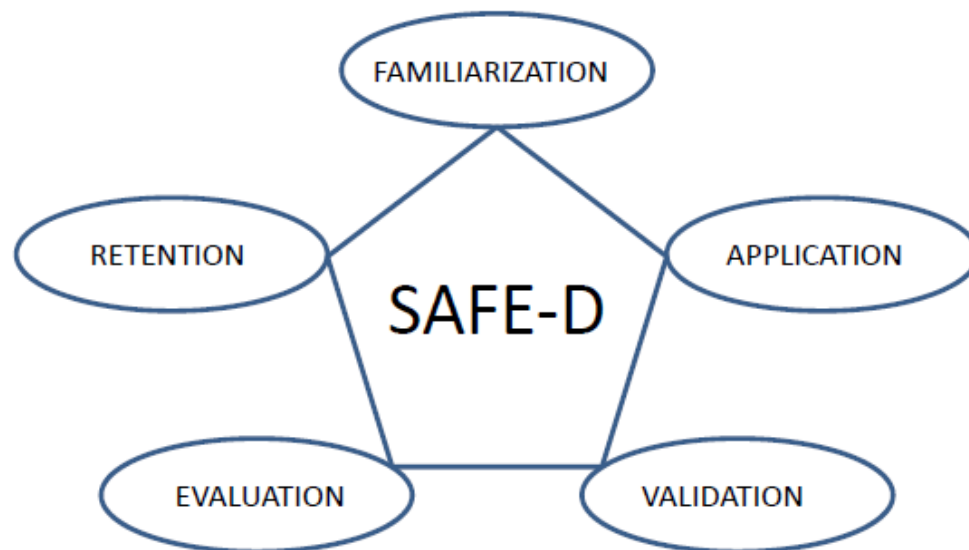 FAMILIARIZATION
RETENTION
APPLICATION
SAFE-D
EVALUATION
VALIDATION